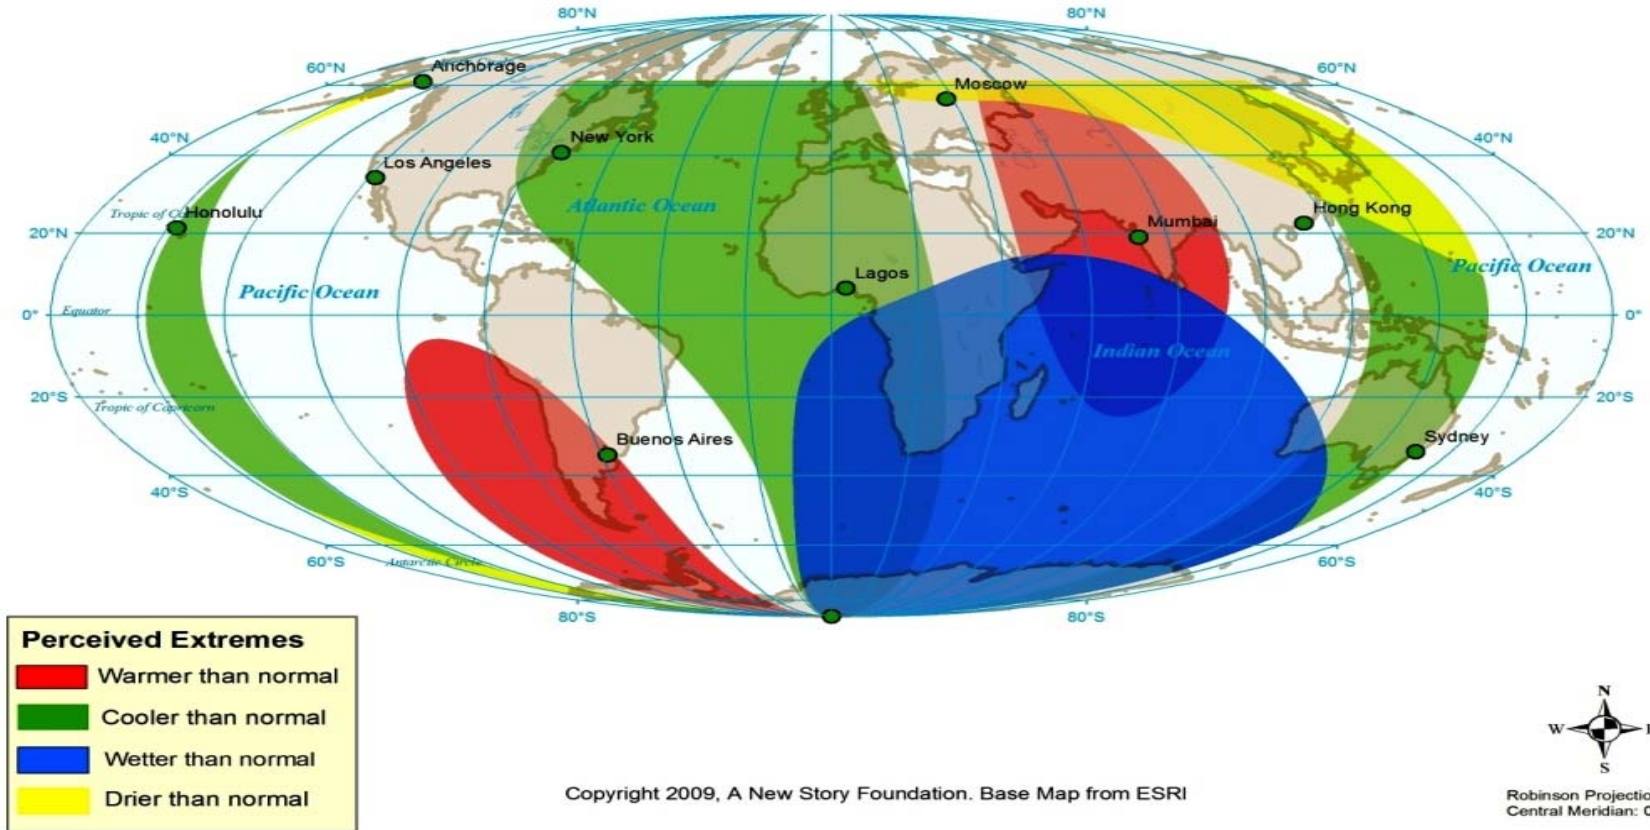 80°N 80°N
60°N Anchorage Moscow 60°N
40°N New York 40°N
Los Angeles
Atlantic Ocean
Honolulu Mumbai Hong Kong
20°N 20°N
Lagos
Pacific Ocean Pacific Ocean
Equator
0° 0°
Indian Ocean
20°S 20°S
Tropic of Capricorn
Buenos Aires Sydney
40°S 40°S
60°S Antarctic Circle 60°S
80°S 80°S
Perceived Extremes
Warmer than normal
Cooler than normal
Wetter than normal
Drier than normal
Copyright 2009, A New Story Foundation. Base Map from ESRI
N
W
S
Central Meridian: